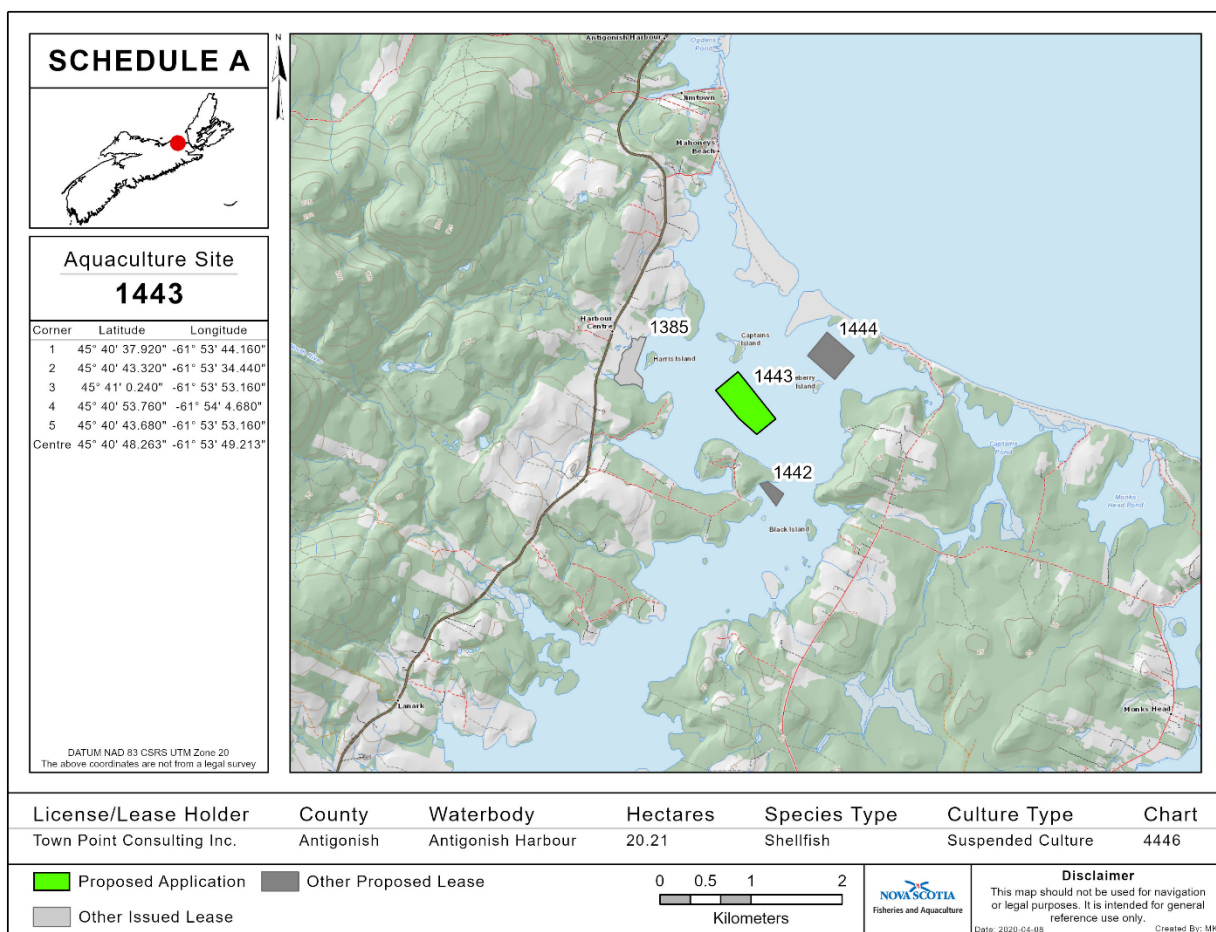 SCHEDULE A
N
Aquaculture Site
1443
Corner Latitude Longitude
1 45° 40' 37.920" -61° 53' 44.160"
2 45° 40' 43.320" -61° 53' 34.440"
3 45° 41' 0.240" -61° 53' 53.160"
4 45° 40' 53.760" -61° 54' 4.680"
5 45° 40' 43.680" -61° 53' 53.160"
Centre 45° 40' 48.263" -61° 53' 49.213"
DATUM NAD 83 CSRS UTM Zone 20
The above coordinates are not from a legal survey
Antigonish Harbour
Ogdens
Pond
Jimtown
Mahoneys
Beach
Harbour
Centre
1385
Harris Island
Captains
Island
1444
1443
Island
1442
Black Island
Captains
Pond
Monks
Head Pond
Lanark
Monks Head
License/Lease Holder County Waterbody Hectares Species Type Culture Type Chart
Town Point Consulting Inc. Antigonish Antigonish Harbour 20.21 Shellfish Suspended Culture 4446
Proposed Application Other Proposed Lease
Other Issued Lease
0 0.5 1 2
Kilometers
NOVA SCOTIA
Fisheries and Aquaculture
Disclaimer
This map should not be used for navigation
or legal purposes. It is intended for general
reference use only.
Date: 2020-04-08 Created By: MK